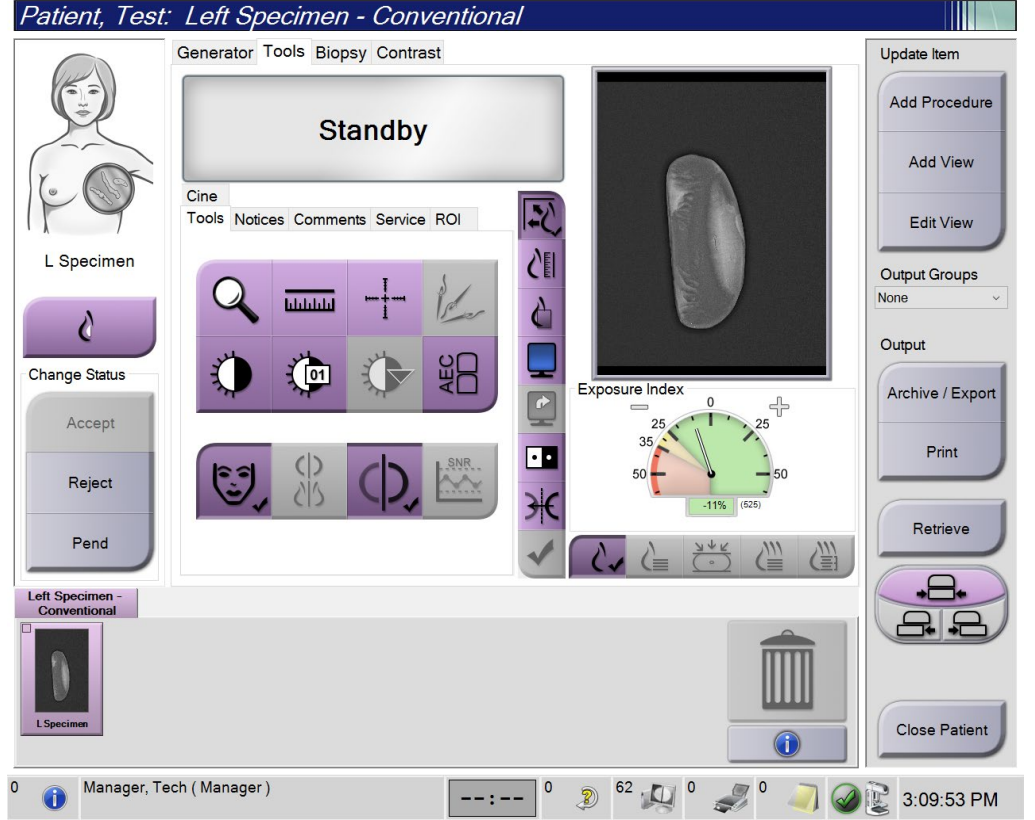 Patient, Test: Left Specimen - Conventional
Generator Tools Biopsy Contrast
Standby
Cine
Tools Notices Comments Service ROI
L Specimen
Change Status
Accept
Reject
Pend
01
AEC
SNR
Exposure Index
0
25 25
35
50 50
-11% (525)
Update Item
Add Procedure
Add View
Edit View
Output Groups
None
Output
Archive / Export
Print
Retrieve
Close Patient
Left Specimen -
Conventional
L Specimen
0 Manager, Tech ( Manager ) --:-- 0 62 0 0 3:09:53 PM